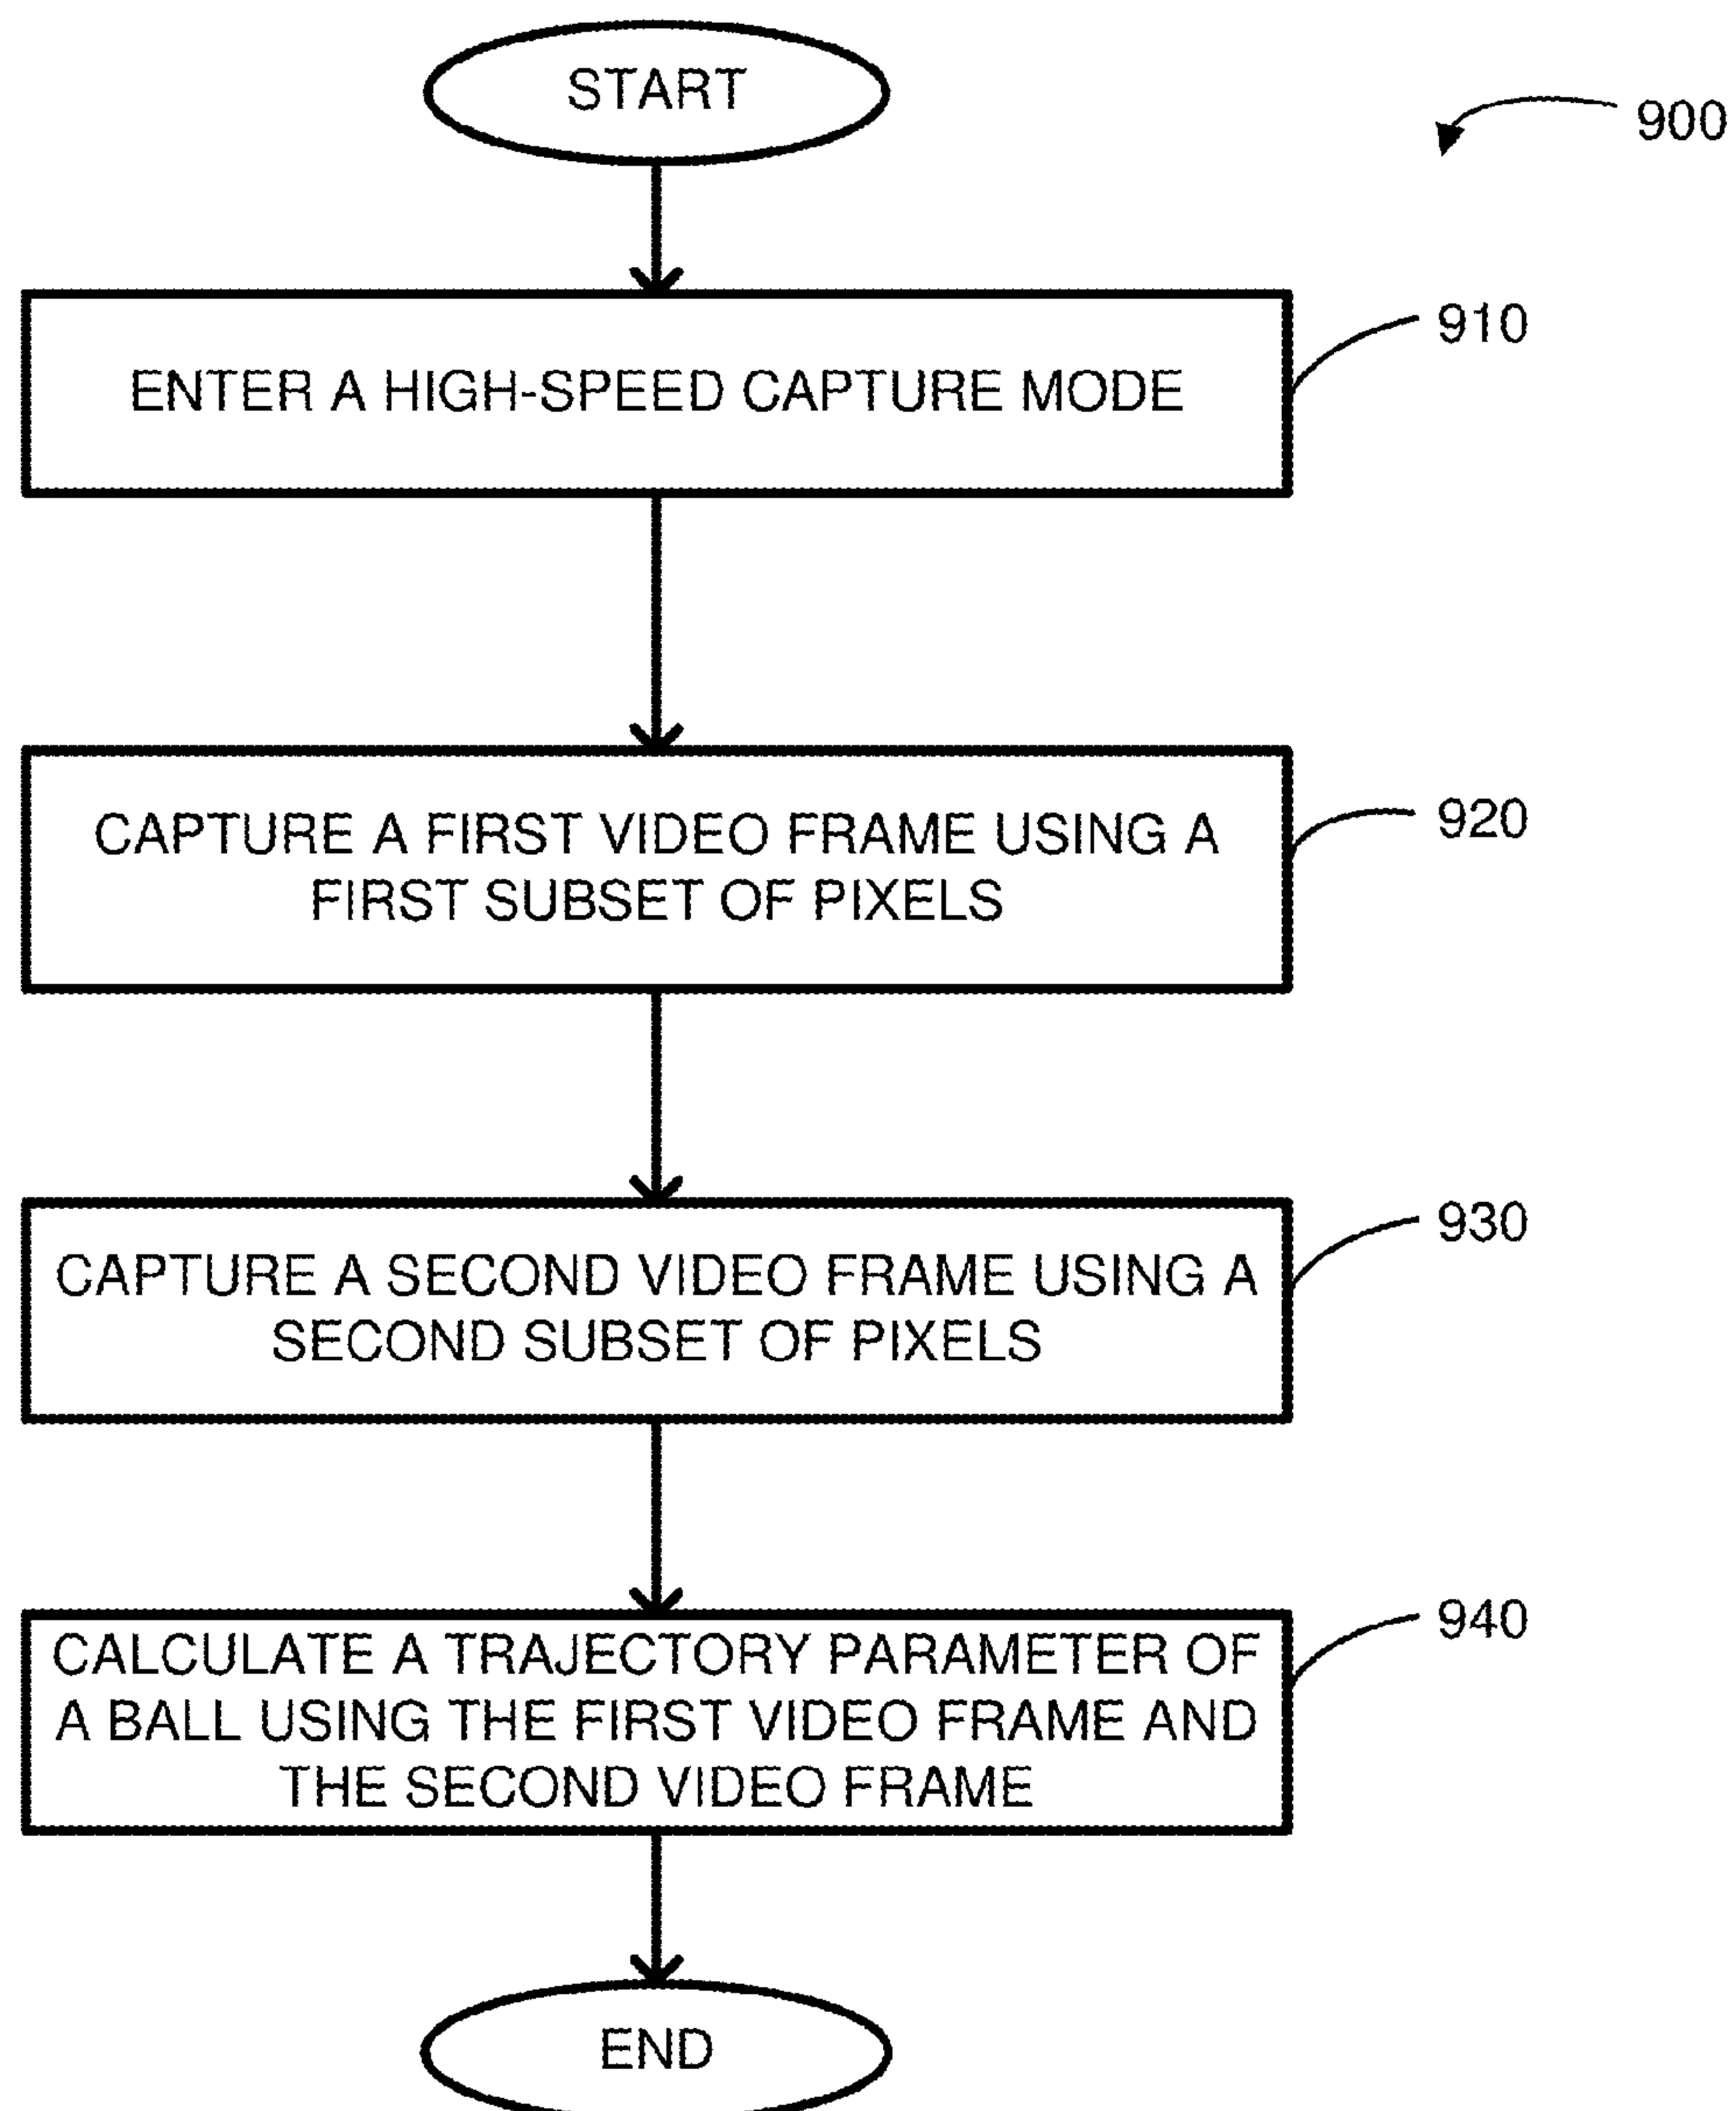 START
900
ENTER A HIGH-SPEED CAPTURE MODE
910
CAPTURE A FIRST VIDEO FRAME USING A
FIRST SUBSET OF PIXELS
920
CAPTURE A SECOND VIDEO FRAME USING A
SECOND SUBSET OF PIXELS
930
CALCULATE A TRAJECTORY PARAMETER OF
A BALL USING THE FIRST VIDEO FRAME AND
THE SECOND VIDEO FRAME
940
END